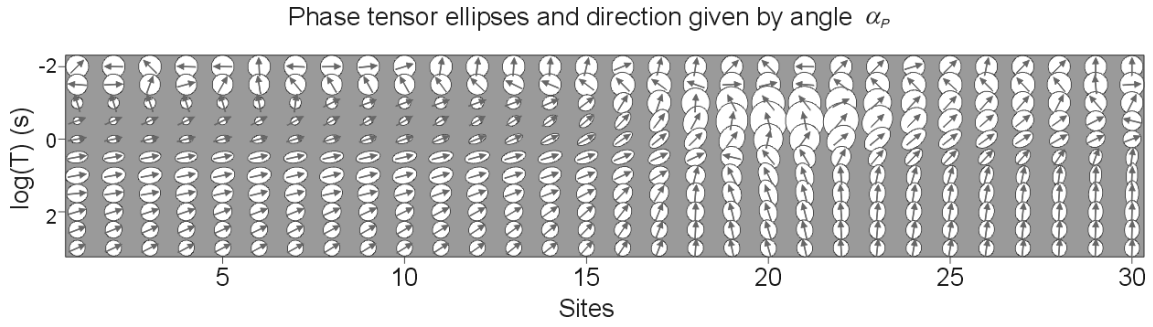 Phase tensor ellipses and direction given by angle αP
log(T) (s)
-2
0
2
5 10 15 20 25 30
Sites